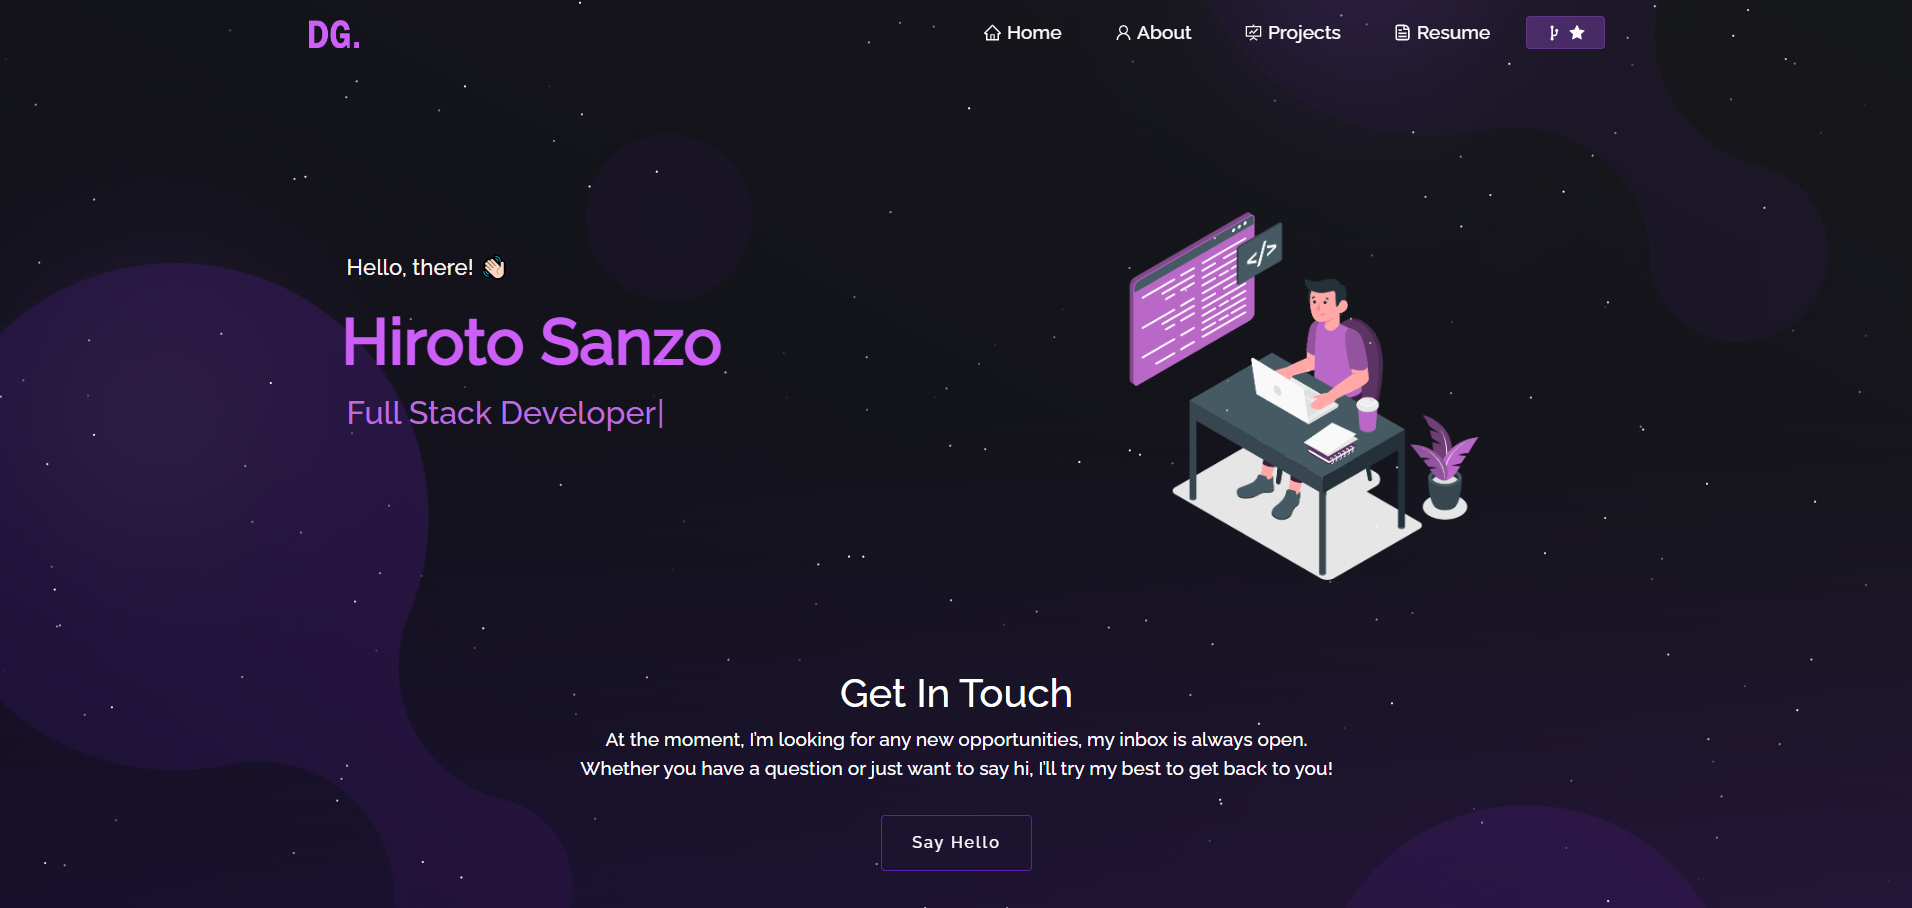 DG.
Home
About
Projects
Resume
Hello, there! 👋🏻
Hiroto Sanzo
Full Stack Developer|
</>
Get In Touch
At the moment, I'm looking for any new opportunities, my inbox is always open.
Whether you have a question or just want to say hi, I'll try my best to get back to you!
Say Hello